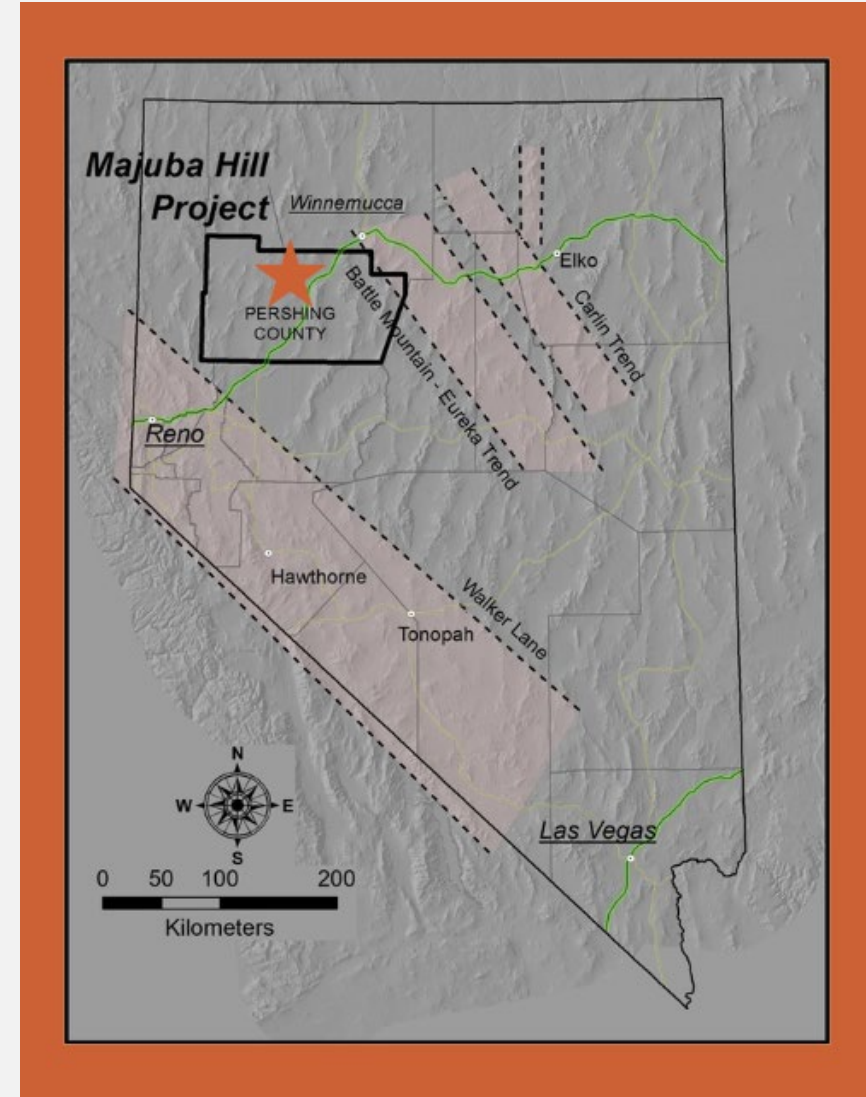 Majuba Hill
Project
Winnemucca
Elko
PERSHING
COUNTY
Battle Mountain - Eureka Trend
Carlin Trend
Reno
Hawthorne
Tonopah
Walker Lane
N
W E
S
Las Vegas
0 50 100 200
Kilometers